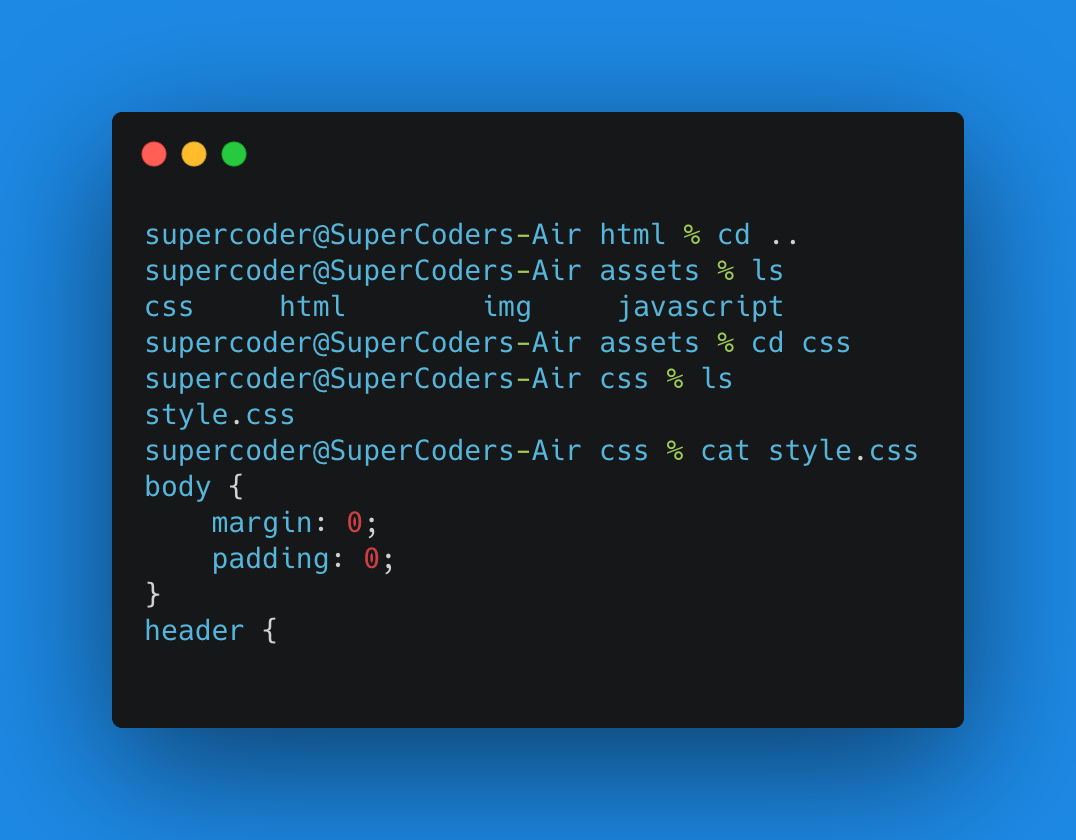 supercoder@SuperCoders-Air html % cd ..
supercoder@SuperCoders-Air assets % ls
css     html        img     javascript
supercoder@SuperCoders-Air assets % cd css
supercoder@SuperCoders-Air css % ls
style.css
supercoder@SuperCoders-Air css % cat style.css
body {
    margin: 0;
    padding: 0;
}
header {